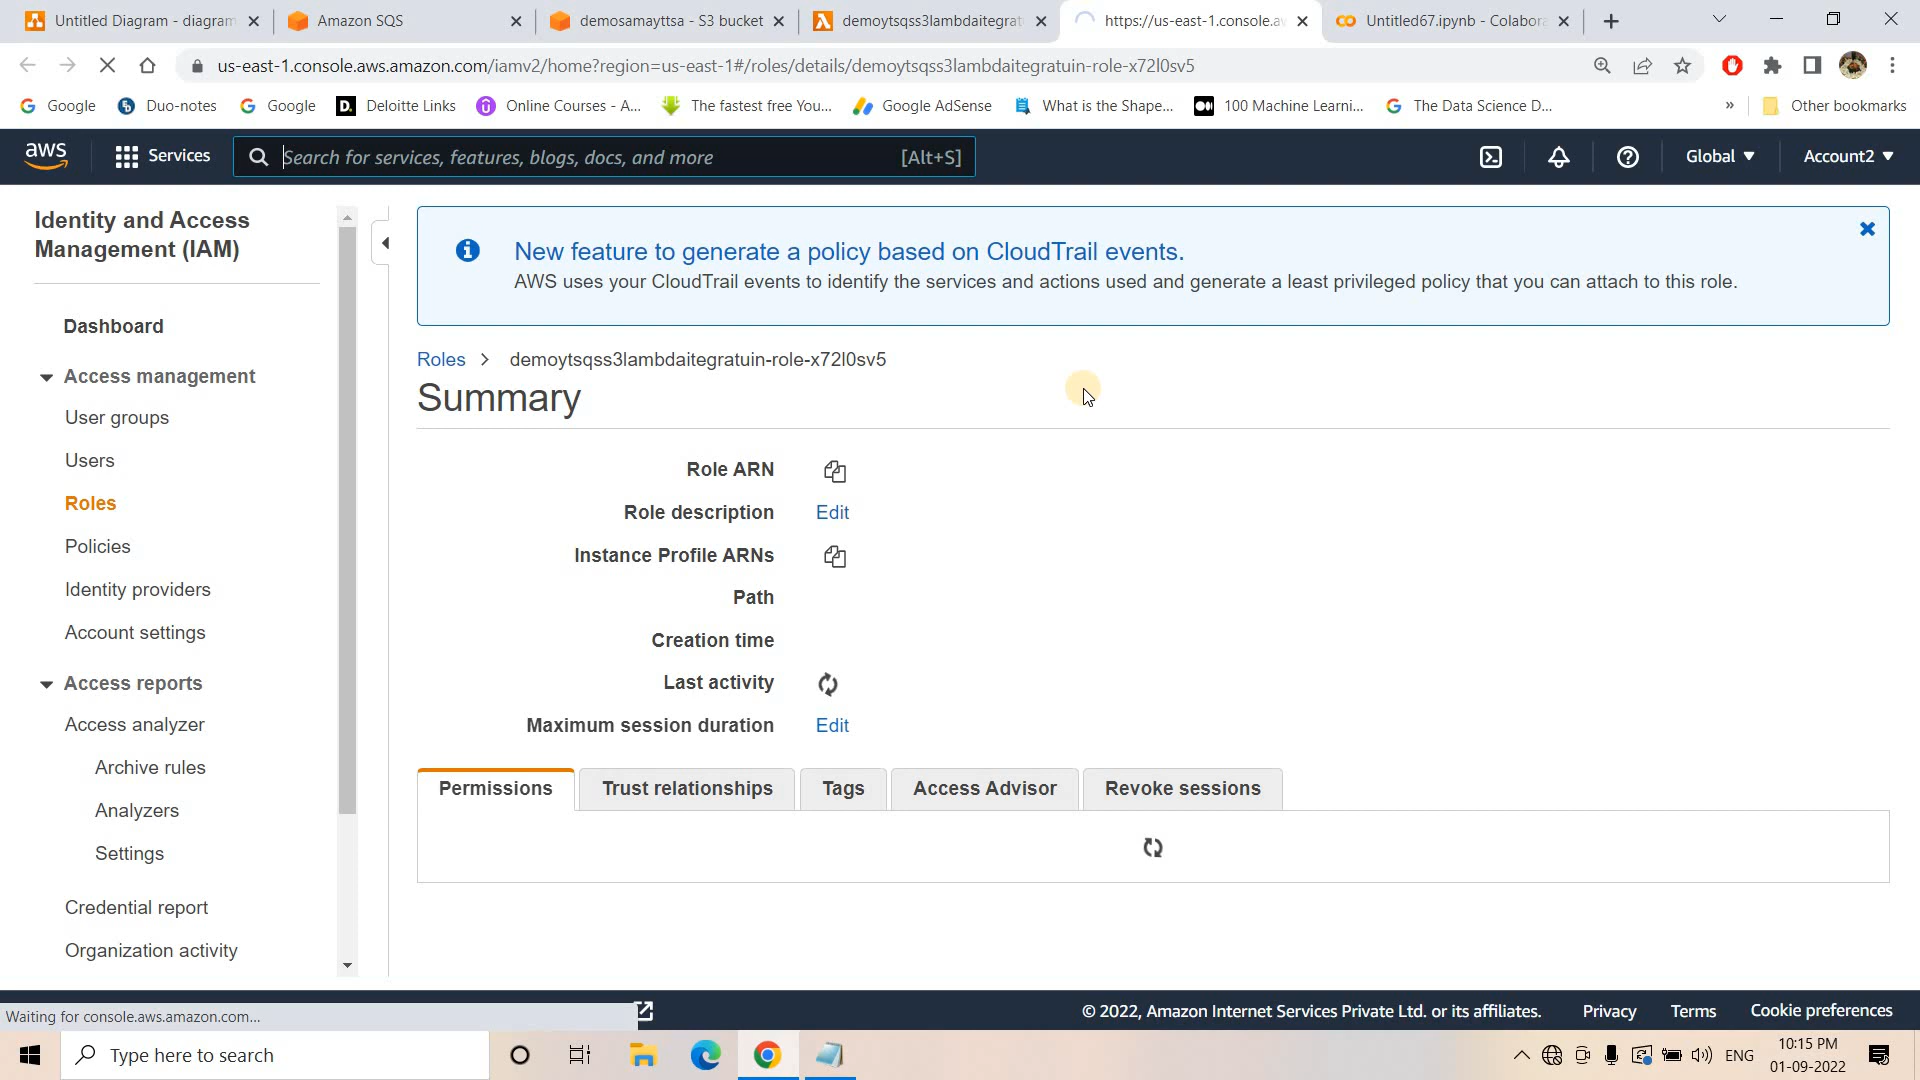 Untitled Diagram - diagram
Amazon SQS
demosamayttsa - S3 bucket
demoytsqss3lambdaitegrat
https://us-east-1.console.aw
Untitled67.ipynb - Colabora
us-east-1.console.aws.amazon.com/iamv2/home?region=us-east-1#/roles/details/demoytsqss3lambdaitegratuin-role-x72l0sv5
Google
Duo-notes
Google
Deloitte Links
Online Courses - A...
The fastest free You...
Google AdSense
What is the Shape...
100 Machine Learni...
The Data Science D...
»
Other bookmarks
aws
Services
Search for services, features, blogs, docs, and more
[Alt+S]
Global
Account2
Identity and Access
Management (IAM)
Dashboard
Access management
User groups
Users
Roles
Policies
Identity providers
Account settings
Access reports
Access analyzer
Archive rules
Analyzers
Settings
Credential report
Organization activity
New feature to generate a policy based on CloudTrail events.
AWS uses your CloudTrail events to identify the services and actions used and generate a least privileged policy that you can attach to this role.
Roles > demoytsqss3lambdaitegratuin-role-x72l0sv5
Summary
Role ARN
Role description Edit
Instance Profile ARNs
Path
Creation time
Last activity
Maximum session duration Edit
Permissions
Trust relationships
Tags
Access Advisor
Revoke sessions
Waiting for console.aws.amazon.com...
© 2022, Amazon Internet Services Private Ltd. or its affiliates.
Privacy
Terms
Cookie preferences
Type here to search
ENG
10:15 PM
01-09-2022